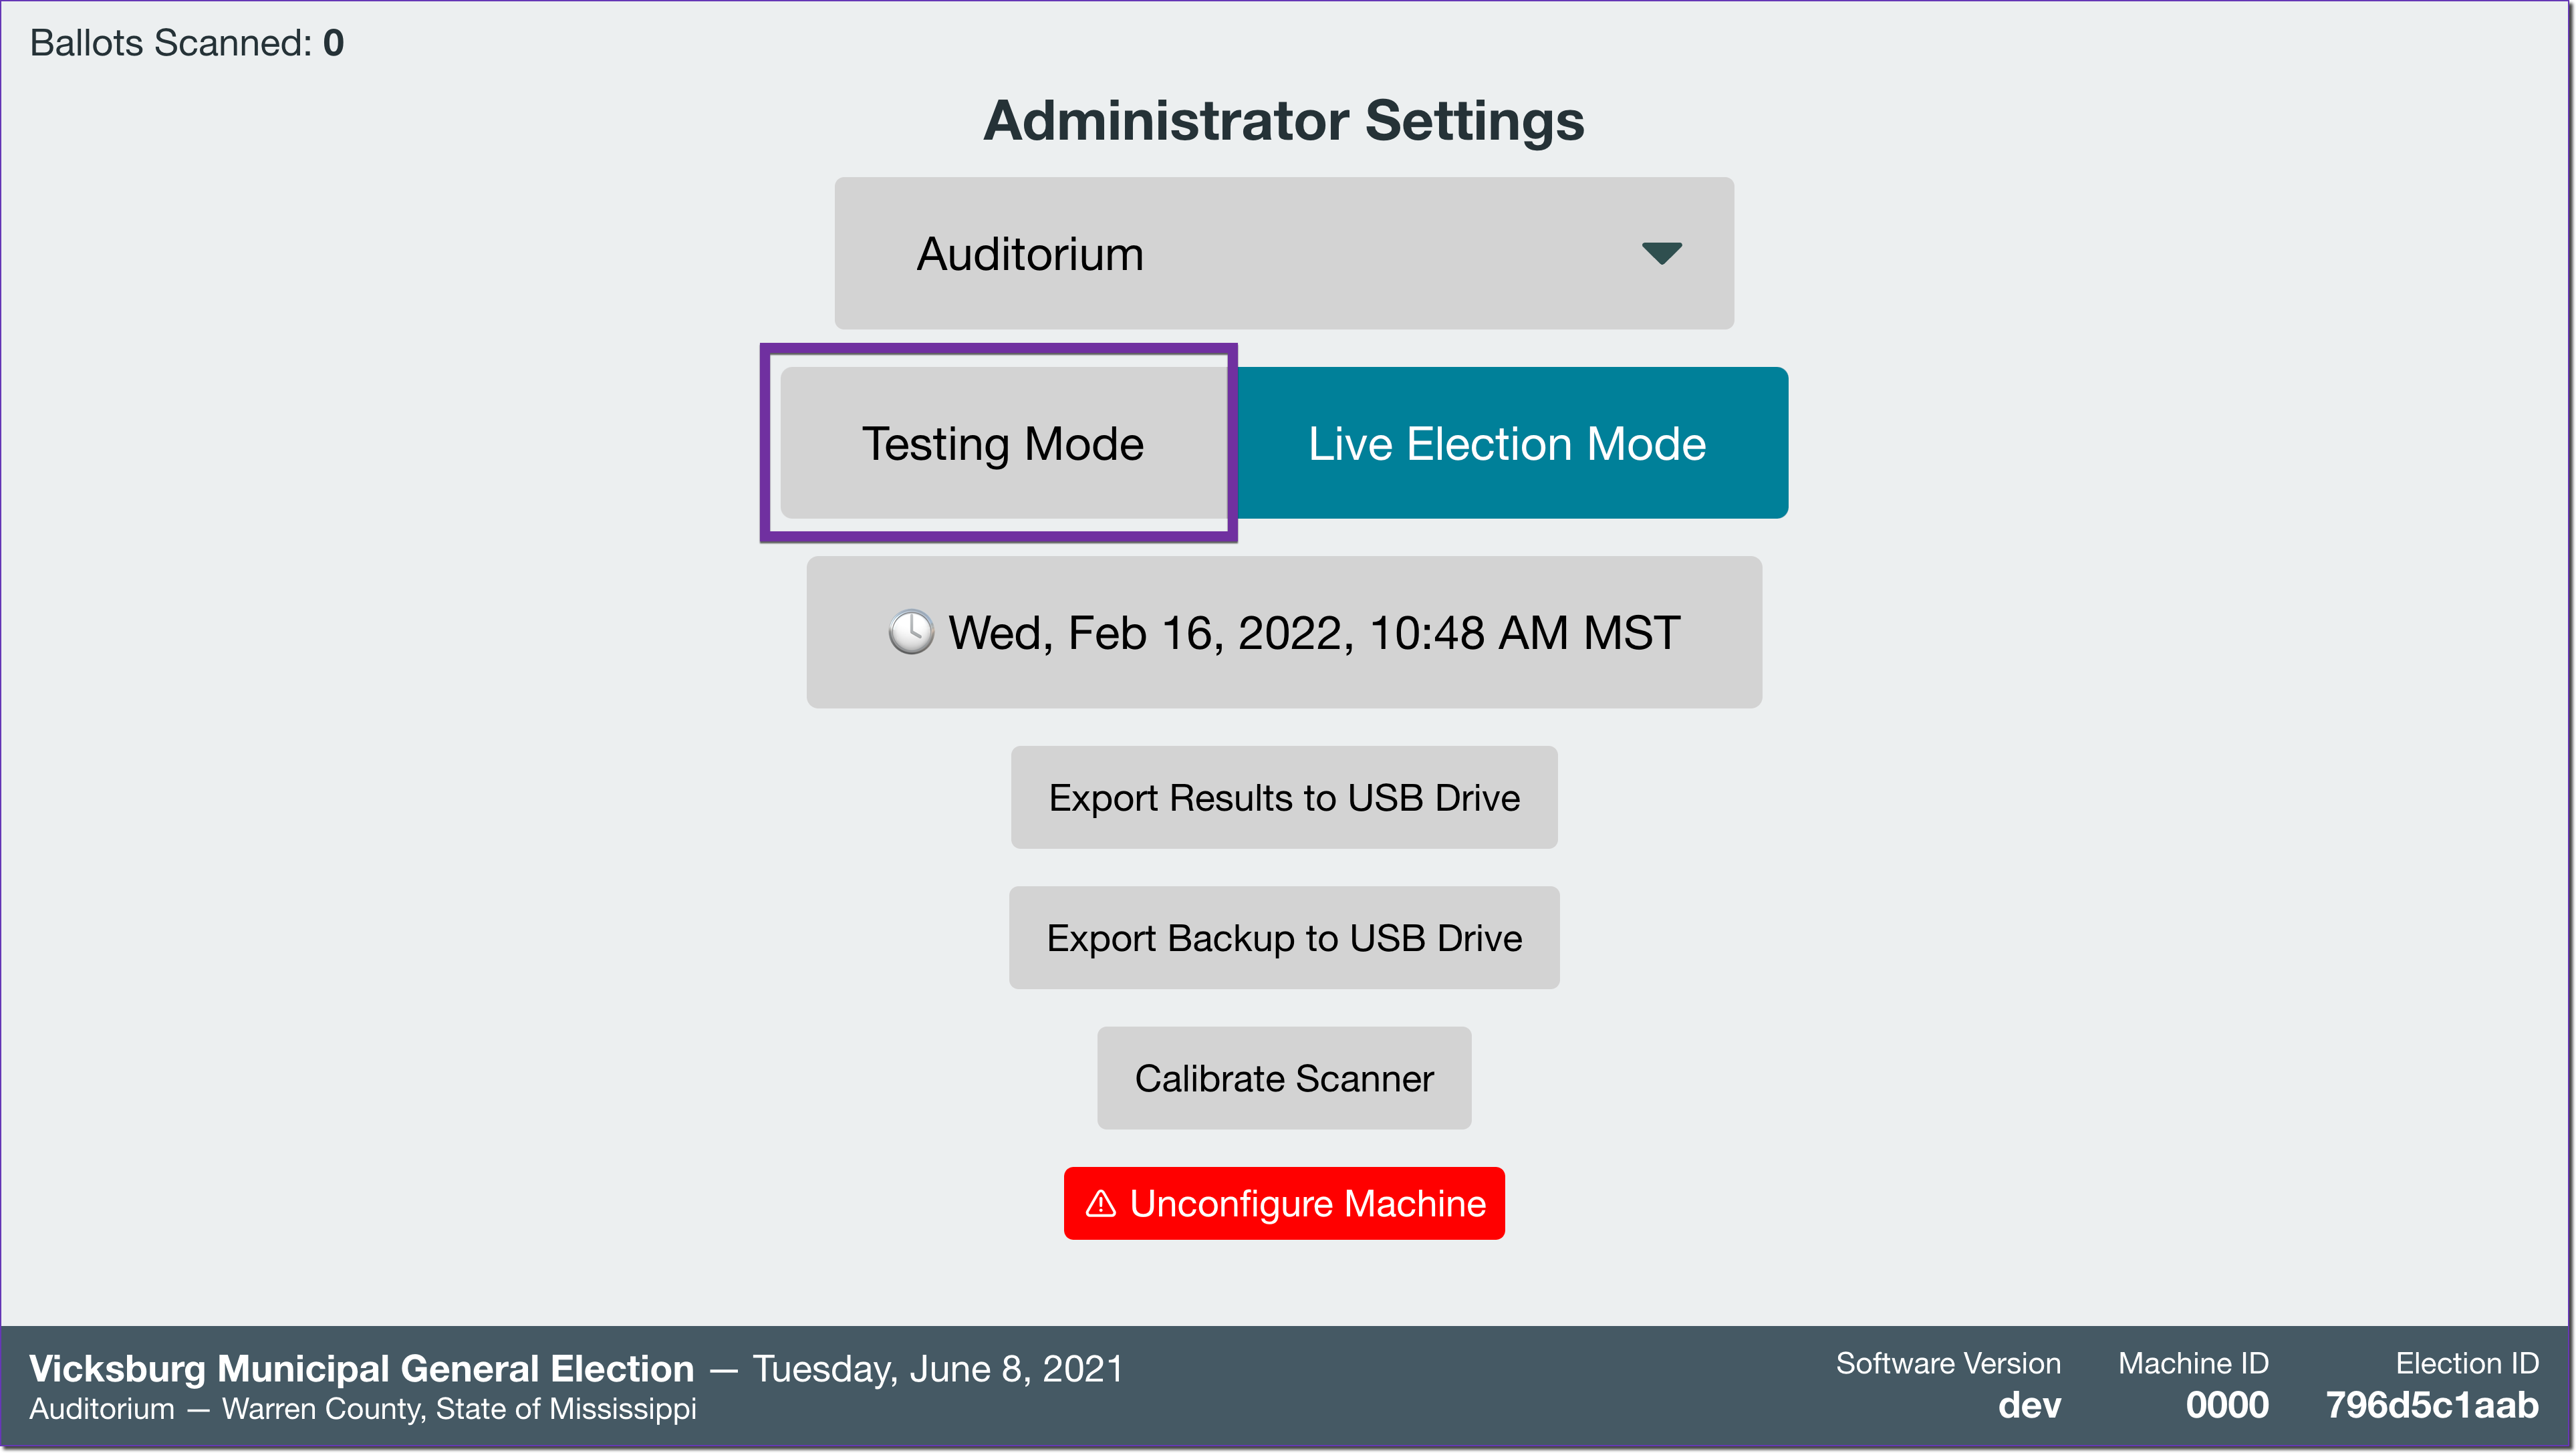 Ballots Scanned: 0
Administrator Settings
Auditorium
Testing Mode
Live Election Mode
Wed, Feb 16, 2022, 10:48 AM MST
Export Results to USB Drive
Export Backup to USB Drive
Calibrate Scanner
Unconfigure Machine
Vicksburg Municipal General Election — Tuesday, June 8, 2021
Auditorium — Warren County, State of Mississippi
Software Version
dev
Machine ID
0000
Election ID
796d5c1aab